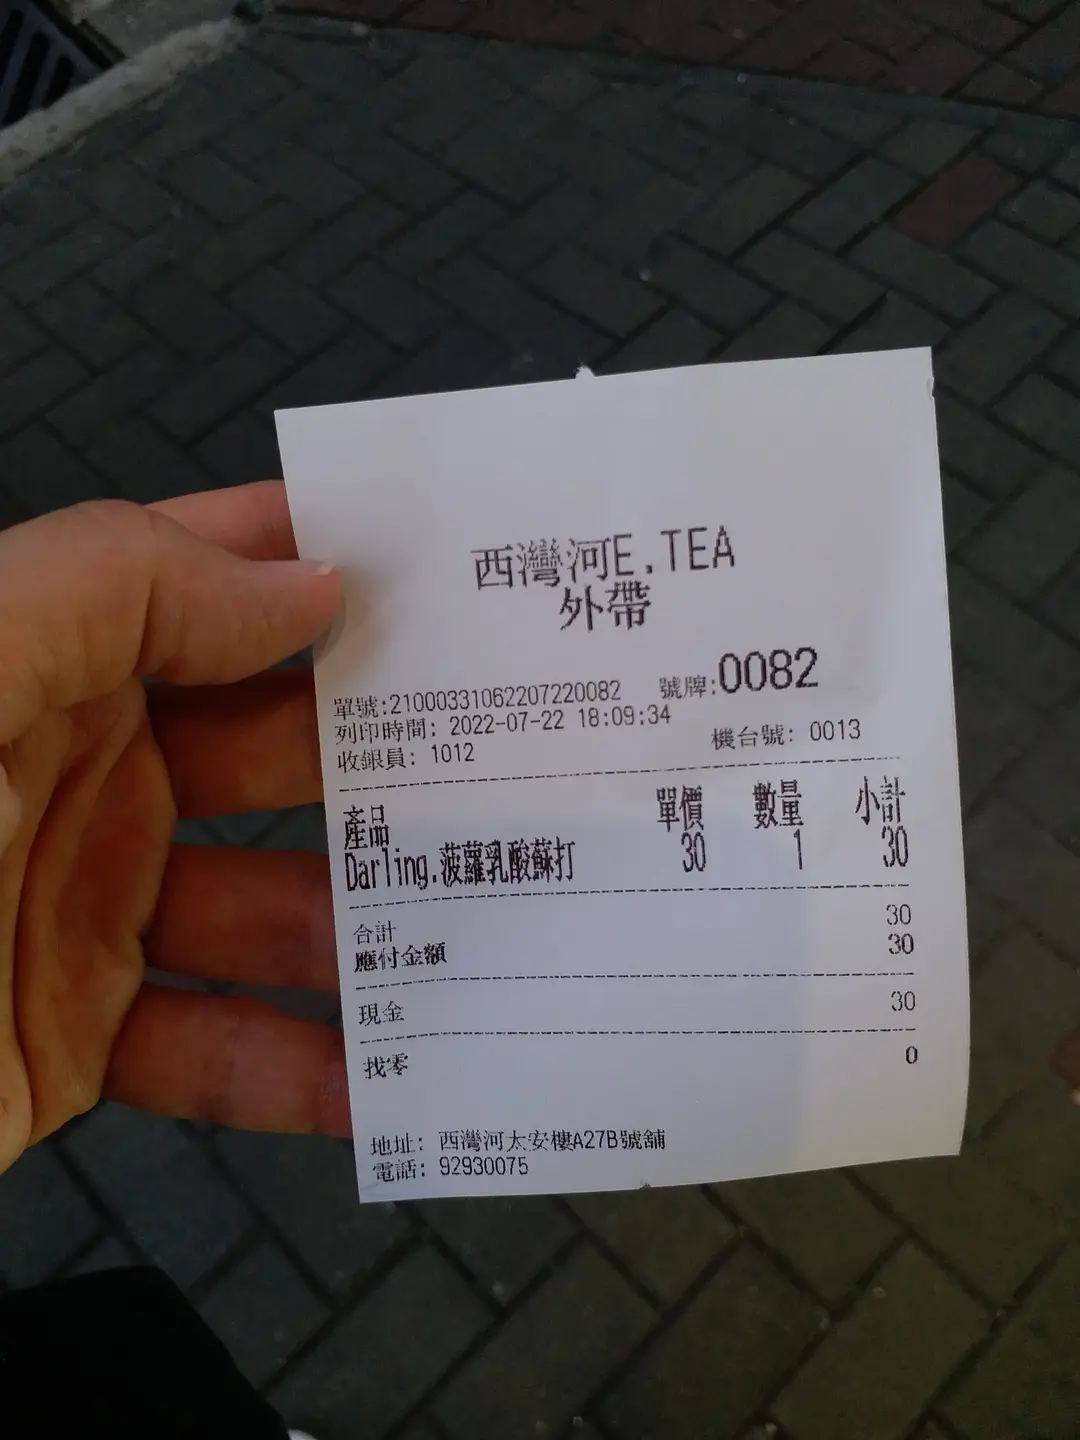 西灣河E.TEA
外帶
單號:21000331062207220082 號牌:0082
列印時間: 2022-07-22 18:09:34
收銀員: 1012 機台號: 0013
產品 單價 數量 小計
Darling.菠蘿乳酸蘇打 30 1 30
合計 30
應付金額 30
現金 30
找零 0
地址: 西灣河太安樓A27B號舖
電話: 92930075